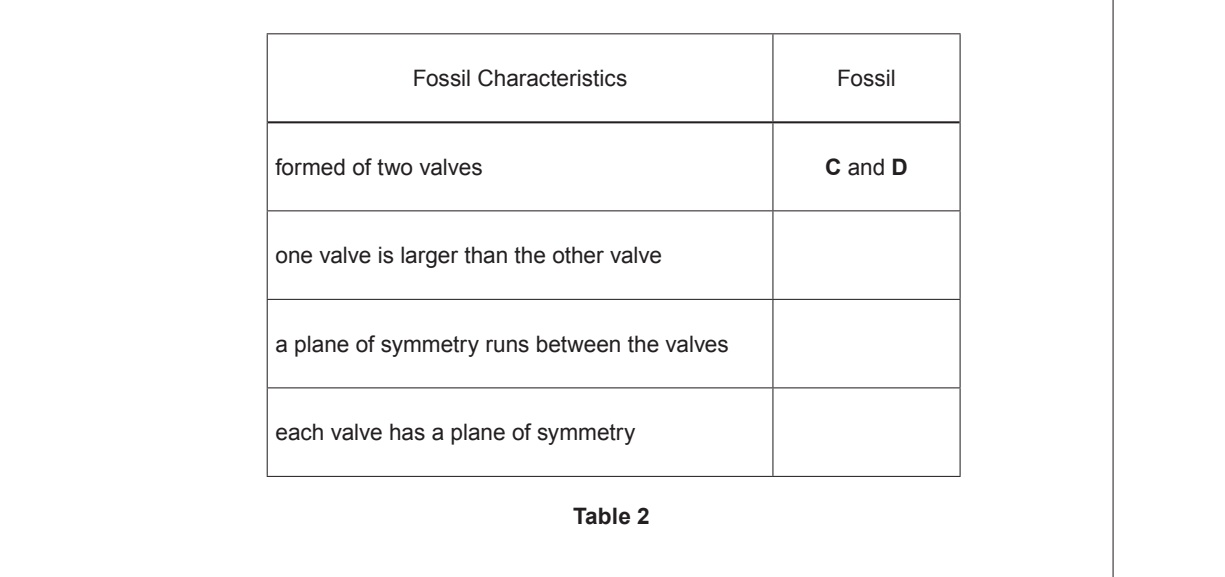 Fossil Characteristics Fossil
formed of two valves C and D
one valve is larger than the other valve
a plane of symmetry runs between the valves
each valve has a plane of symmetry
Table 2